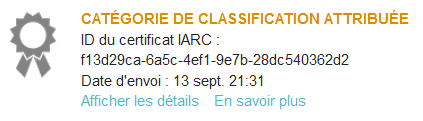 CATÉGORIE DE CLASSIFICATION ATTRIBUÉE
ID du certificat IARC :
f13d29ca-6a5c-4ef1-9e7b-28dc540362d2
Date d'envoi : 13 sept. 21:31
Afficher les détails En savoir plus